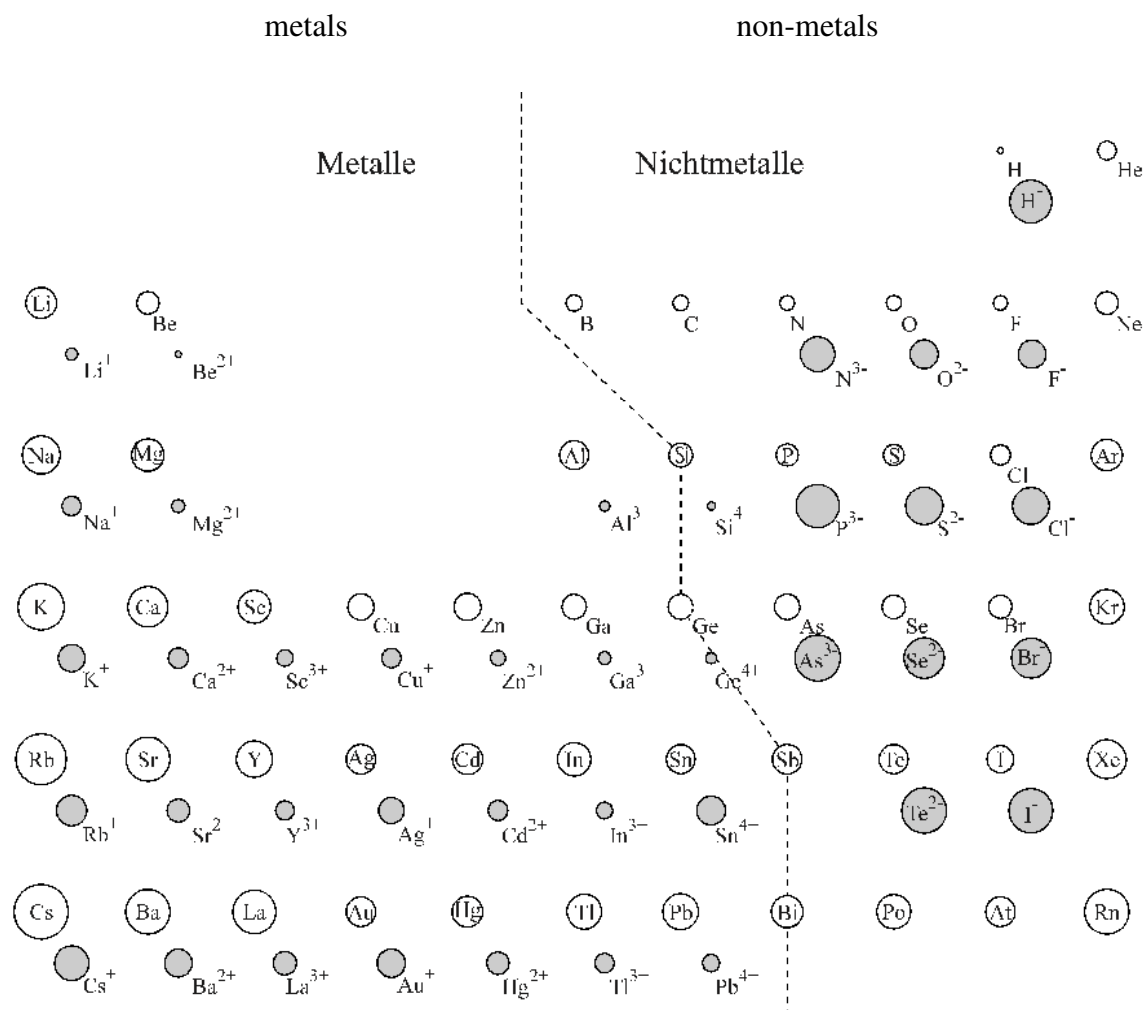 metals non-metals
Metalle Nichtmetalle
H He
H⁻
Li Be B C N O F Ne
Li⁺ Be²⁺ N³⁻ O²⁻ F⁻
Na Mg Al Si P S Cl Ar
Na⁺ Mg²⁺ Al³ Si⁴ P³⁻ S²⁻ Cl⁻
K Ca Sc Cu Zn Ga Ge As Se Br Kr
K⁺ Ca²⁺ Sc³⁺ Cu⁺ Zn²⁺ Ga³ Ge⁴⁺ As³⁻ Se²⁻ Br⁻
Rb Sr Y Ag Cd In Sn Sb Te I Xe
Rb⁺ Sr² Y³⁺ Ag⁺ Cd²⁺ In³⁺ Sn⁴⁺ Te²⁻ I⁻
Cs Ba La Au Hg Tl Pb Bi Po At Rn
Cs⁺ Ba²⁺ La³⁺ Au⁺ Hg²⁺ Tl³⁺ Pb⁴⁺